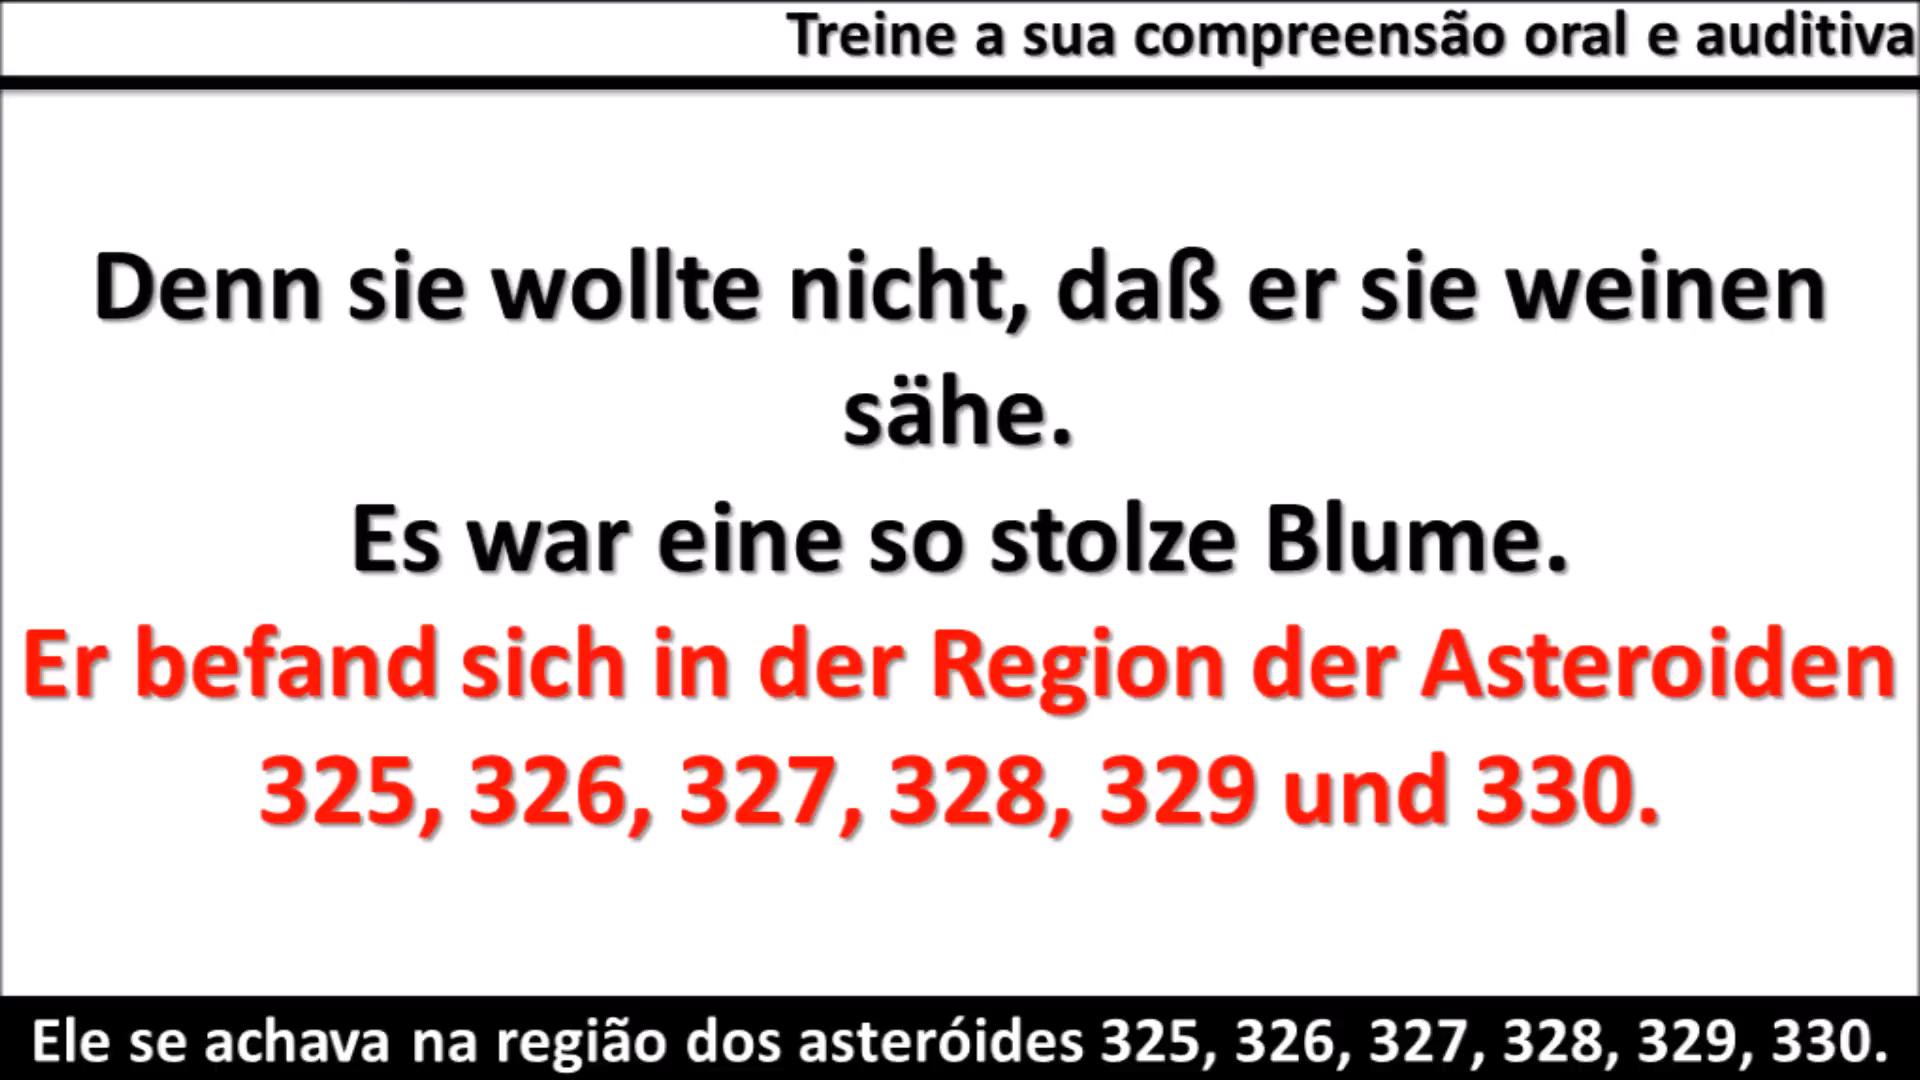 Treine a sua compreensão oral e auditiva
Denn sie wollte nicht, daß er sie weinen
sähe.
Es war eine so stolze Blume.
Er befand sich in der Region der Asteroiden
325, 326, 327, 328, 329 und 330.
Ele se achava na região dos asteróides 325, 326, 327, 328, 329, 330.